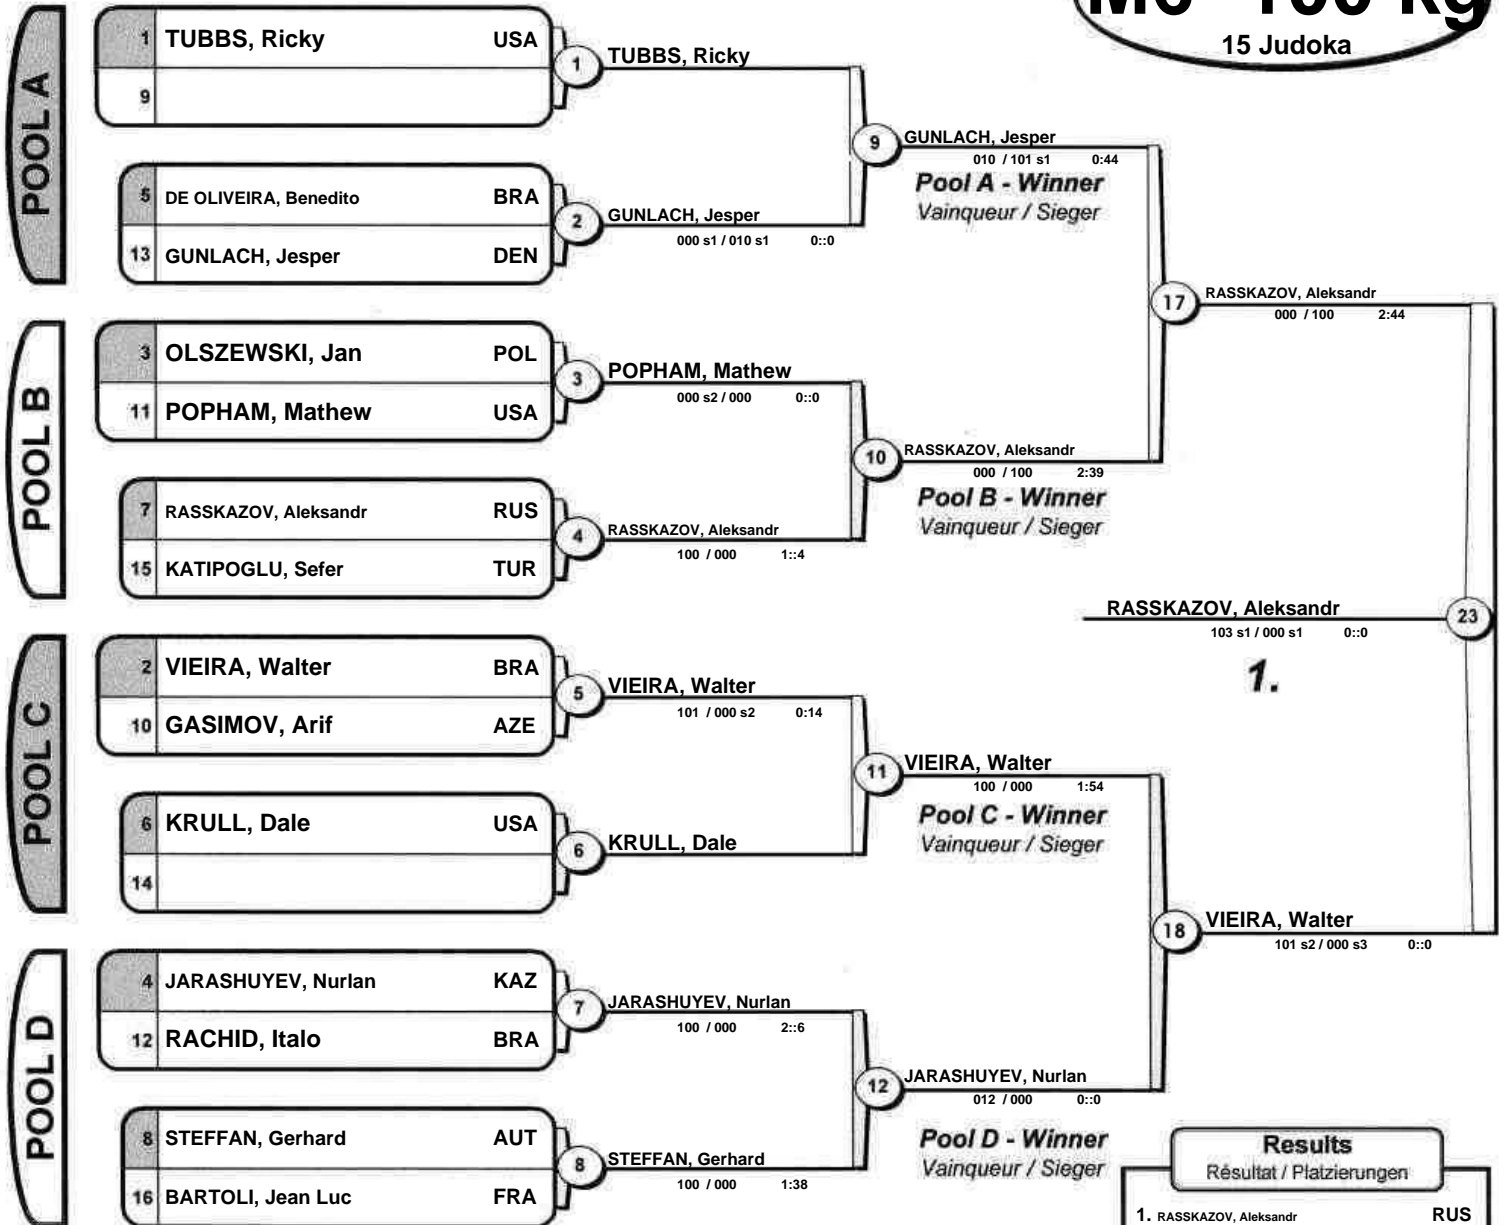 15 Judoka
POOL A
1 TUBBS, Ricky USA
9
1
TUBBS, Ricky
5 DE OLIVEIRA, Benedito BRA
13 GUNLACH, Jesper DEN
2
GUNLACH, Jesper
000 s1 / 010 s1 0::0
9
GUNLACH, Jesper
010 / 101 s1 0:44
Pool A - Winner
Vainqueur / Sieger
POOL B
3 OLSZEWSKI, Jan POL
11 POPHAM, Mathew USA
3
POPHAM, Mathew
000 s2 / 000 0::0
7 RASSKAZOV, Aleksandr RUS
15 KATIPOGLU, Sefer TUR
4
RASSKAZOV, Aleksandr
100 / 000 1::4
10
RASSKAZOV, Aleksandr
000 / 100 2:39
Pool B - Winner
Vainqueur / Sieger
17
RASSKAZOV, Aleksandr
000 / 100 2:44
RASSKAZOV, Aleksandr
103 s1 / 000 s1 0::0
23
1.
POOL C
2 VIEIRA, Walter BRA
10 GASIMOV, Arif AZE
5
VIEIRA, Walter
101 / 000 s2 0:14
6 KRULL, Dale USA
14
6
KRULL, Dale
11
VIEIRA, Walter
100 / 000 1:54
Pool C - Winner
Vainqueur / Sieger
18
VIEIRA, Walter
101 s2 / 000 s3 0::0
POOL D
4 JARASHUYEV, Nurlan KAZ
12 RACHID, Italo BRA
7
JARASHUYEV, Nurlan
100 / 000 2::6
8 STEFFAN, Gerhard AUT
16 BARTOLI, Jean Luc FRA
8
STEFFAN, Gerhard
100 / 000 1:38
12
JARASHUYEV, Nurlan
012 / 000 0::0
Pool D - Winner
Vainqueur / Sieger
Results
Résultat / Platzierungen
1. RASSKAZOV, Aleksandr RUS